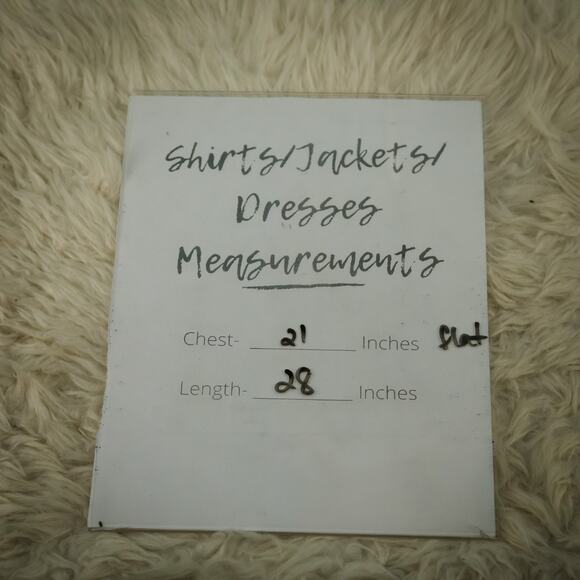 Shirts/Jackets/
Dresses
Measurements
Chest- 21 Inches flat
Length- 28 Inches